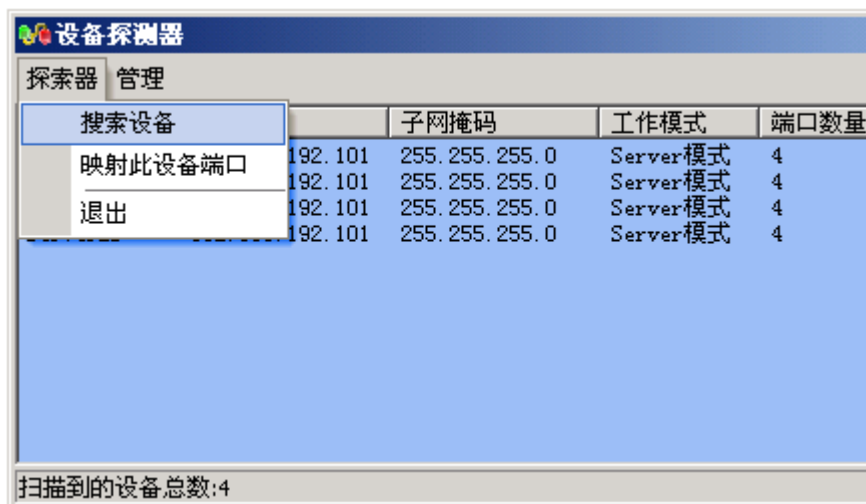 设备探测器
探索器 管理
搜索设备
映射此设备端口
退出
子网掩码 工作模式 端口数量
192.101 255.255.255.0 Server模式 4
192.101 255.255.255.0 Server模式 4
192.101 255.255.255.0 Server模式 4
192.101 255.255.255.0 Server模式 4
扫描到的设备总数:4